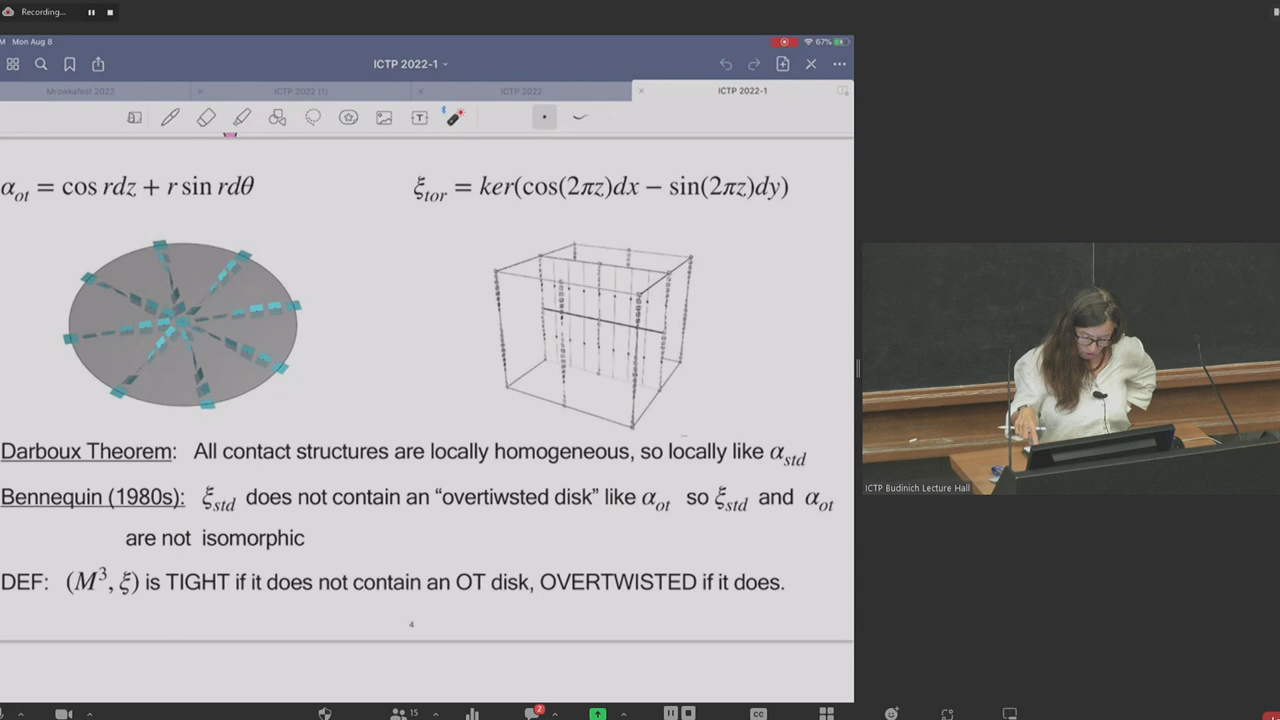 Recording...
Mon Aug 8
67%
ICTP 2022-1
Mrowkafest 2022
ICTP 2022 (1)
ICTP 2022
ICTP 2022-1
α_ot = cos rdz + r sin rdθ
ξ_tor = ker(cos(2πz)dx − sin(2πz)dy)
Darboux Theorem: All contact structures are locally homogeneous, so locally like α_std
Bennequin (1980s): ξ_std does not contain an “overtiwsted disk” like α_ot so ξ_std and α_ot
are not isomorphic
DEF: (M³, ξ) is TIGHT if it does not contain an OT disk, OVERTWISTED if it does.
4
ICTP Budinich Lecture Hall
15
2
CC